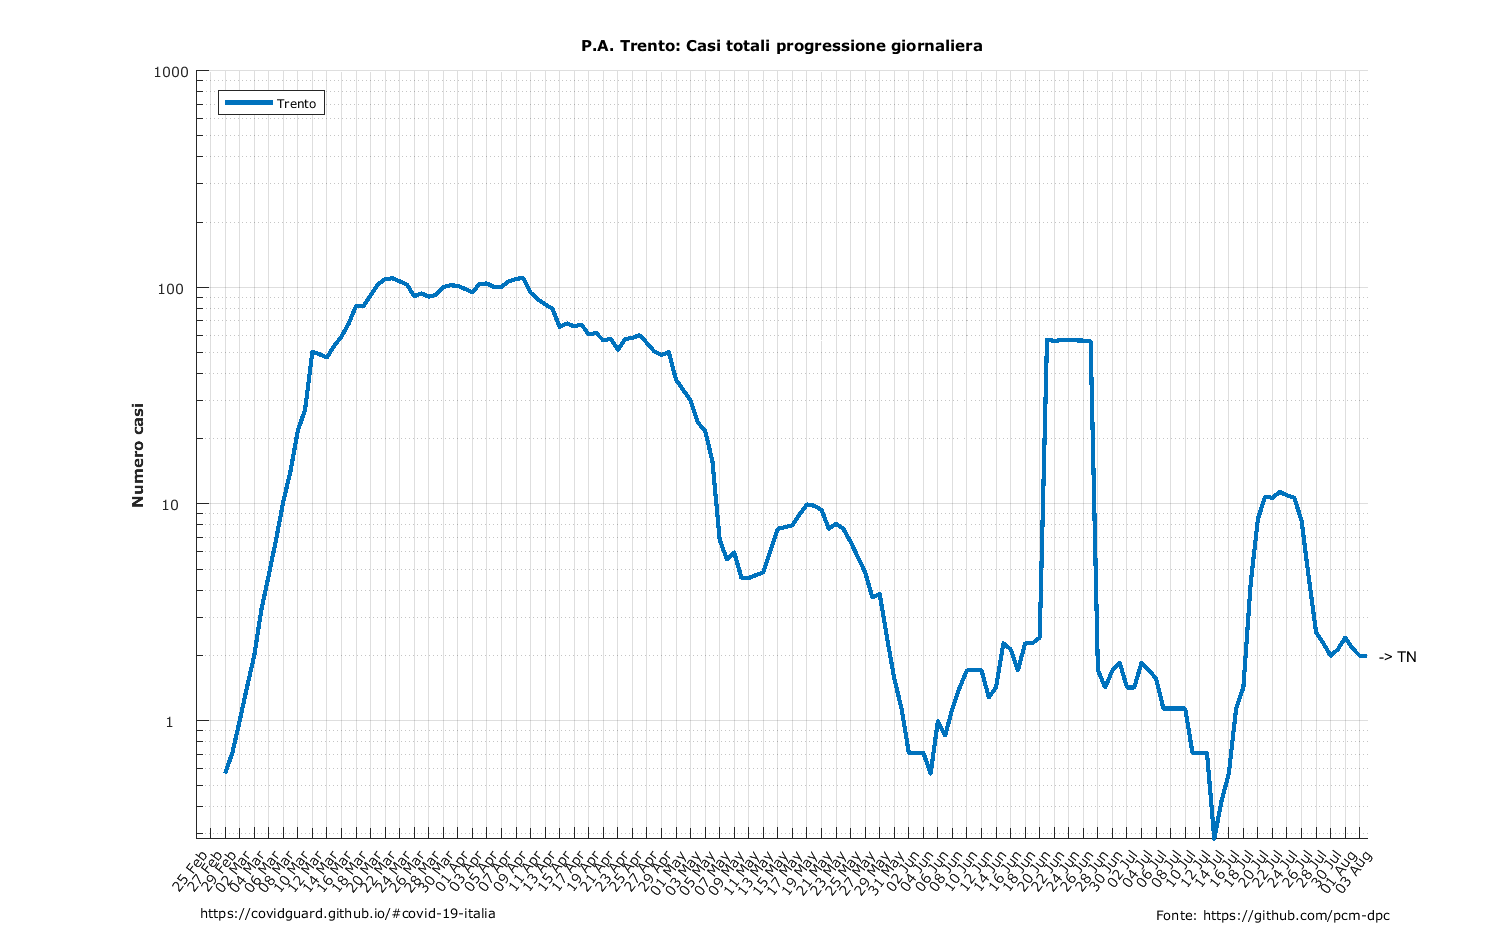 P.A. Trento: Casi totali progressione giornaliera
Trento
1000
100
10
1
Numero casi
-> TN
25 Feb
27 Feb
29 Feb
02 Mar
04 Mar
06 Mar
08 Mar
10 Mar
12 Mar
14 Mar
16 Mar
18 Mar
20 Mar
22 Mar
24 Mar
26 Mar
28 Mar
30 Mar
01 Apr
03 Apr
05 Apr
07 Apr
09 Apr
11 Apr
13 Apr
15 Apr
17 Apr
19 Apr
21 Apr
23 Apr
25 Apr
27 Apr
29 Apr
01 May
03 May
05 May
07 May
09 May
11 May
13 May
15 May
17 May
19 May
21 May
23 May
25 May
27 May
29 May
31 May
02 Jun
04 Jun
06 Jun
08 Jun
10 Jun
12 Jun
14 Jun
16 Jun
18 Jun
20 Jun
22 Jun
24 Jun
26 Jun
28 Jun
30 Jun
02 Jul
04 Jul
06 Jul
08 Jul
10 Jul
12 Jul
14 Jul
16 Jul
18 Jul
20 Jul
22 Jul
24 Jul
26 Jul
28 Jul
30 Jul
01 Aug
03 Aug
https://covidguard.github.io/#covid-19-italia
Fonte: https://github.com/pcm-dpc